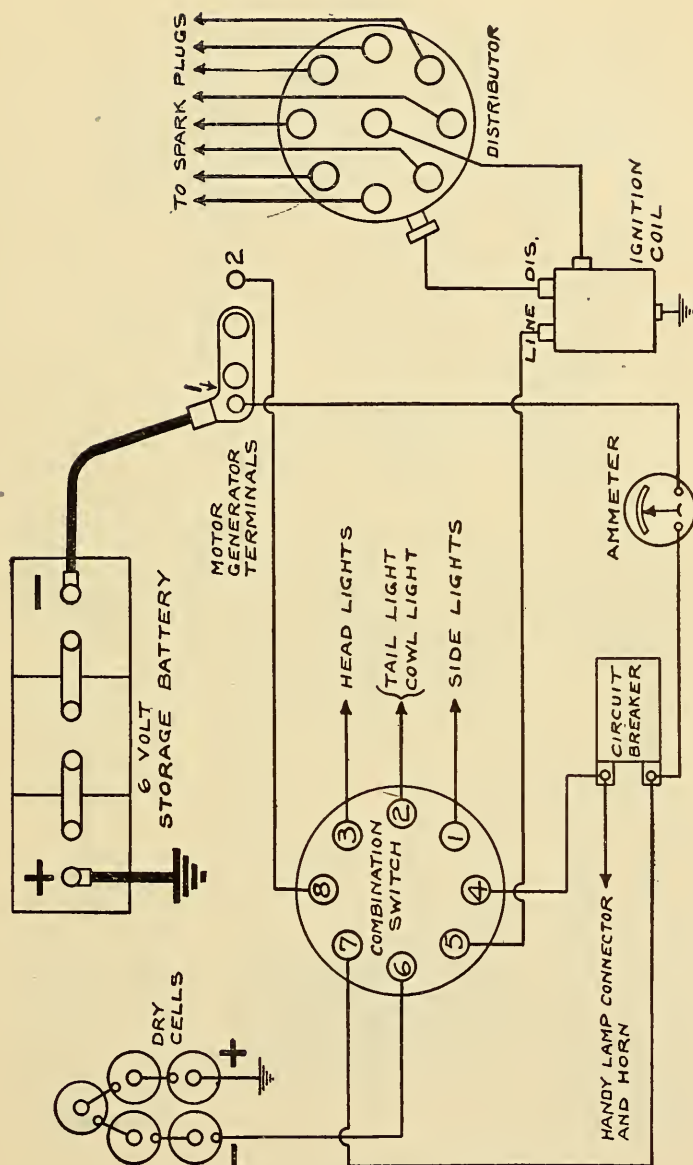 DRY
CELLS
+
-
+
-
6 VOLT
STORAGE BATTERY
MOTOR
GENERATOR
TERMINALS
1
2
TO SPARK PLUGS
DISTRIBUTOR
LINE
DIS.
IGNITION
COIL
HEAD LIGHTS
TAIL LIGHT
COWL LIGHT
SIDE LIGHTS
COMBINATION
SWITCH
1
2
3
4
5
6
7
8
CIRCUIT
BREAKER
AMMETER
HANDY LAMP CONNECTOR
AND HORN